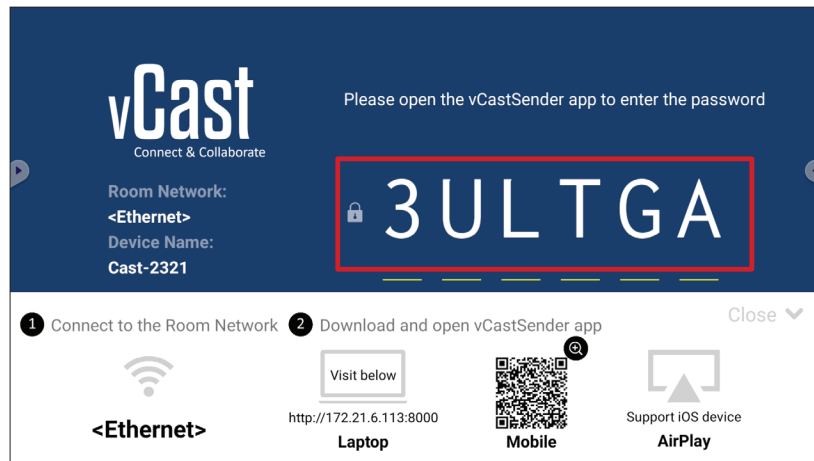 vCast
Connect & Collaborate
Please open the vCastSender app to enter the password
Room Network:
<Ethernet>
Device Name:
Cast-2321
3ULTGA
1 Connect to the Room Network
<Ethernet>
2 Download and open vCastSender app
Close
Visit below
http://172.21.6.113:8000
Laptop
Mobile
Support iOS device
AirPlay